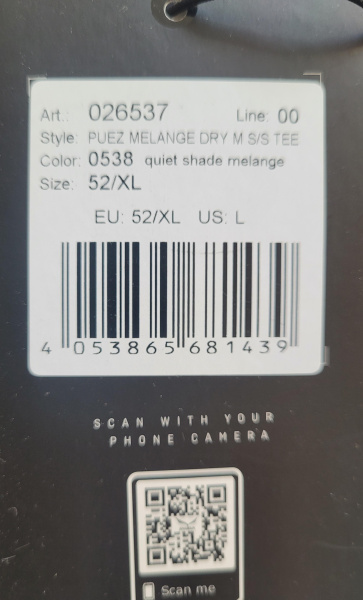 Art.: 026537 Line: 00
Style: PUEZ MELANGE DRY M S/S TEE
Color: 0538 quiet shade melange
Size: 52/XL
EU: 52/XL US: L
4 053865 681439
SCAN WITH YOUR
PHONE CAMERA
Scan me